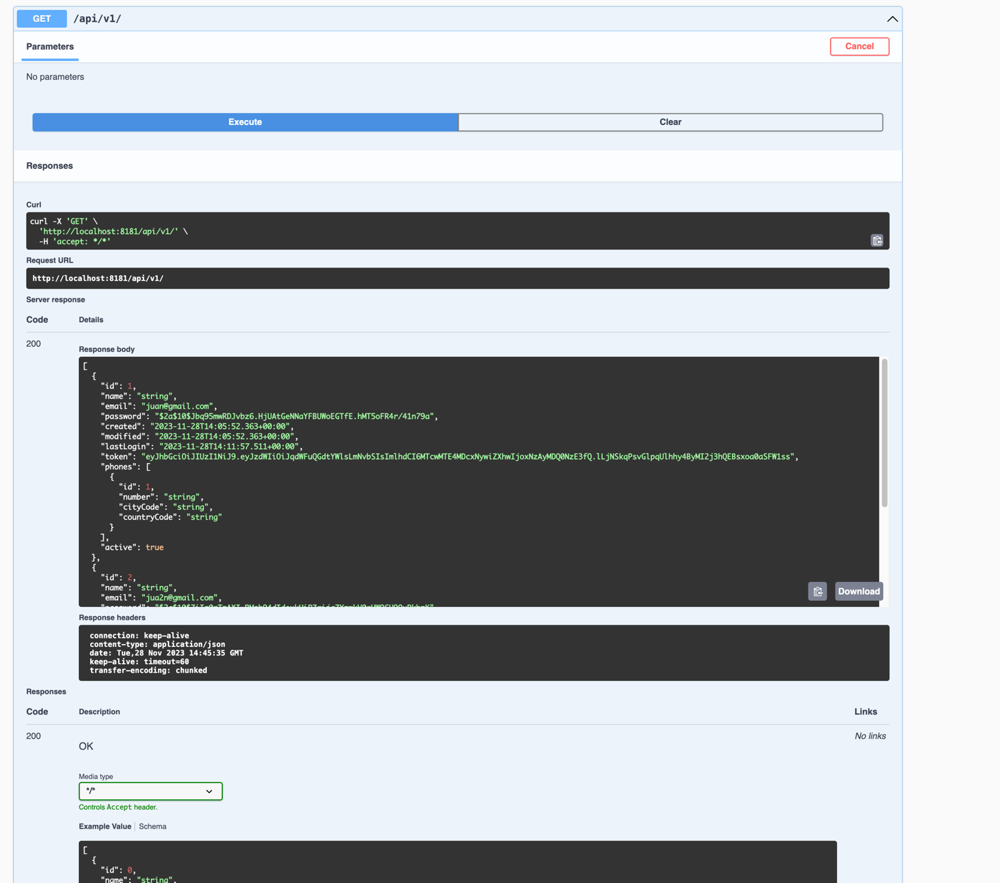 GET /api/v1/
Parameters
Cancel
No parameters
Execute
Clear
Responses
Curl
curl -X 'GET' \
'http://localhost:8181/api/v1/' \
-H 'accept: */*'
Request URL
http://localhost:8181/api/v1/
Server response
Code Details
200
Response body
[
{
"id": 1,
"name": "string",
"email": "juan@gmail.com",
"password": "$2a$10$Jbq95mwRDJvbz6.HjUAtGeNNaYFBUWoEGTfE.hMT5oFR4r/41n79a",
"created": "2023-11-28T14:05:52.363+00:00",
"modified": "2023-11-28T14:05:52.363+00:00",
"lastLogin": "2023-11-28T14:11:57.511+00:00",
"token": "eyJhbGciOiJIUzI1NiJ9.eyJzdWIiOiJqdWFuQGdtYWlsLmNvbSIsImlhdCI6MTcwMTE4MDcxNywiZXhwIjoxNzAyMDQ0NzE3fQ.lLjNSkqPsvGlpqUlhhy4ByMI2j3hQEBsxoa0aSFW1ss",
"phones": [
{
"id": 1,
"number": "string",
"cityCode": "string",
"countryCode": "string"
}
],
"active": true
},
{
"id": 2,
"name": "string",
"email": "jua2n@gmail.com",
Download
Response headers
connection: keep-alive
content-type: application/json
date: Tue,28 Nov 2023 14:45:35 GMT
keep-alive: timeout=60
transfer-encoding: chunked
Responses
Code Description Links
200
OK
No links
Media type
*/*
Controls Accept header.
Example Value Schema
[
{
"id": 0,
"name": "string",